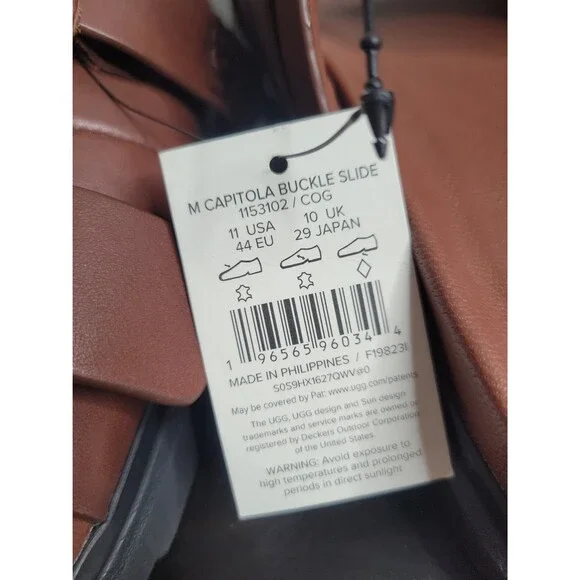 M CAPITOLA BUCKLE SLIDE
1153102 / COG
11 USA 10 UK
44 EU 29 JAPAN
1 96565 96034 4
MADE IN PHILIPPINES / F19823I
S0S9HX1627QWV@0
May be covered by Pat: www.ugg.com/patents
The UGG, UGG design and Sun design
trademarks and service marks are owned or
registered by Deckers Outdoor Corporation
of the United States.
WARNING: Avoid exposure to
high temperatures and prolonged
periods in direct sunlight